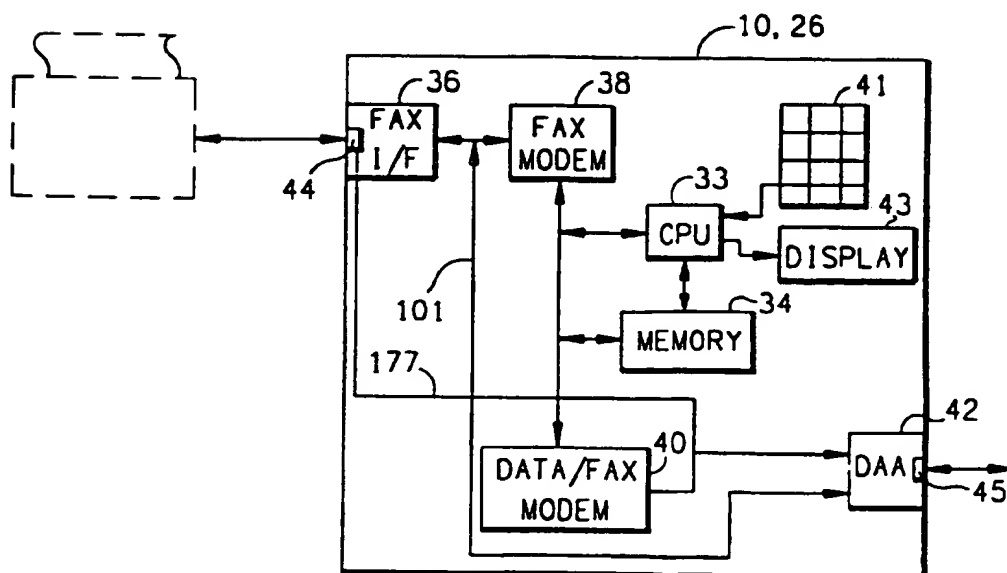 10, 26
36
38
41
FAX
I/F
FAX
MODEM
44
33
CPU
43
DISPLAY
101
34
MEMORY
177
42
40
DATA/FAX
MODEM
DAA
45